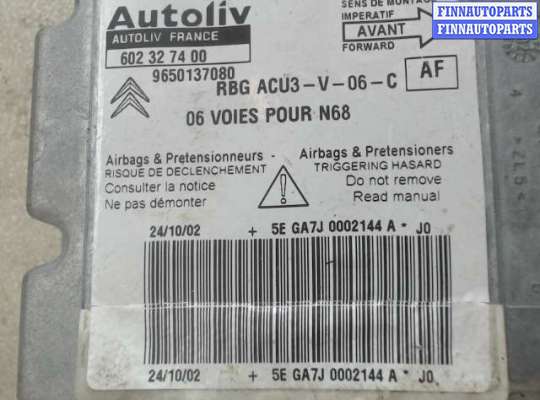 FINNAUTOPARTS
FINNAUTOPARTS
Autoliv
AUTOLIV FRANCE
602 32 74 00
9650137080
SENS DE MONTAGE
IMPERATIF
AVANT
FORWARD
RBG ACU3-V-06-C
AF
06 VOIES POUR N68
Airbags & Pretensionneurs -
RISQUE DE DECLENCHEMENT
Consulter la notice
Ne pas démonter
Airbags & Pretensioners
TRIGGERING HASARD
Do not remove
Read manual
24/10/02 + 5E GA7J 0002144 A * J0
24/10/02 + 5E GA7J 0002144 A * J0